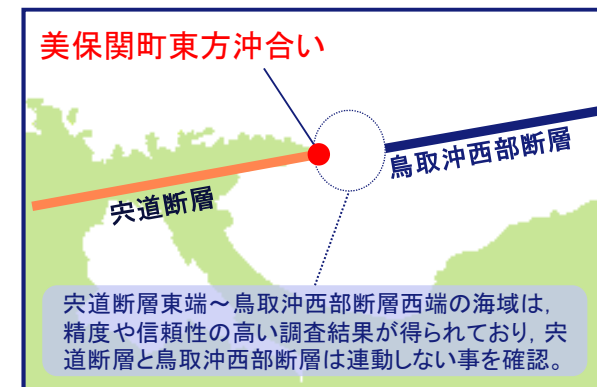 美保関町東方沖合い
鳥取沖西部断層
宍道断層
宍道断層東端～鳥取沖西部断層西端の海域は，
精度や信頼性の高い調査結果が得られており，宍
道断層と鳥取沖西部断層は連動しない事を確認。